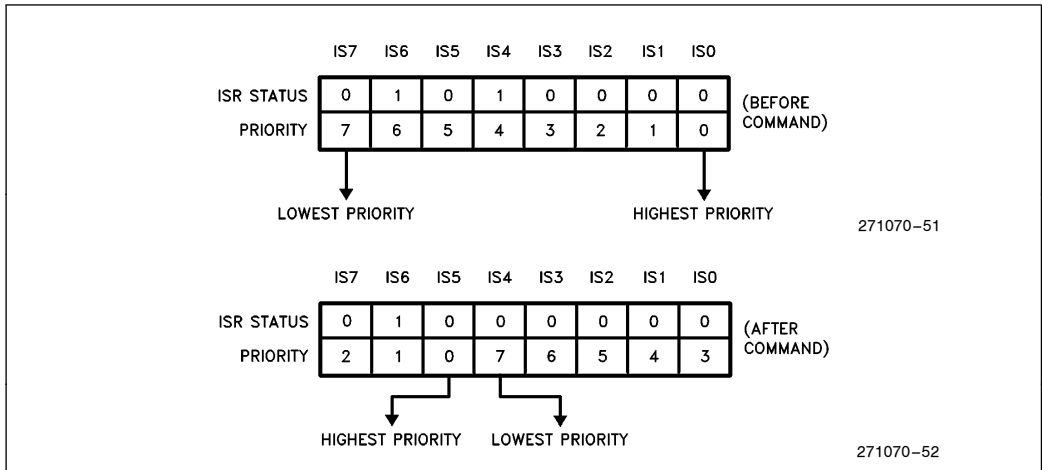 IS7 IS6 IS5 IS4 IS3 IS2 IS1 IS0
ISR STATUS 0 1 0 1 0 0 0 0 (BEFORE
PRIORITY 7 6 5 4 3 2 1 0 COMMAND)
LOWEST PRIORITY HIGHEST PRIORITY
271070-51
IS7 IS6 IS5 IS4 IS3 IS2 IS1 IS0
ISR STATUS 0 1 0 0 0 0 0 0 (AFTER
PRIORITY 2 1 0 7 6 5 4 3 COMMAND)
HIGHEST PRIORITY LOWEST PRIORITY
271070-52